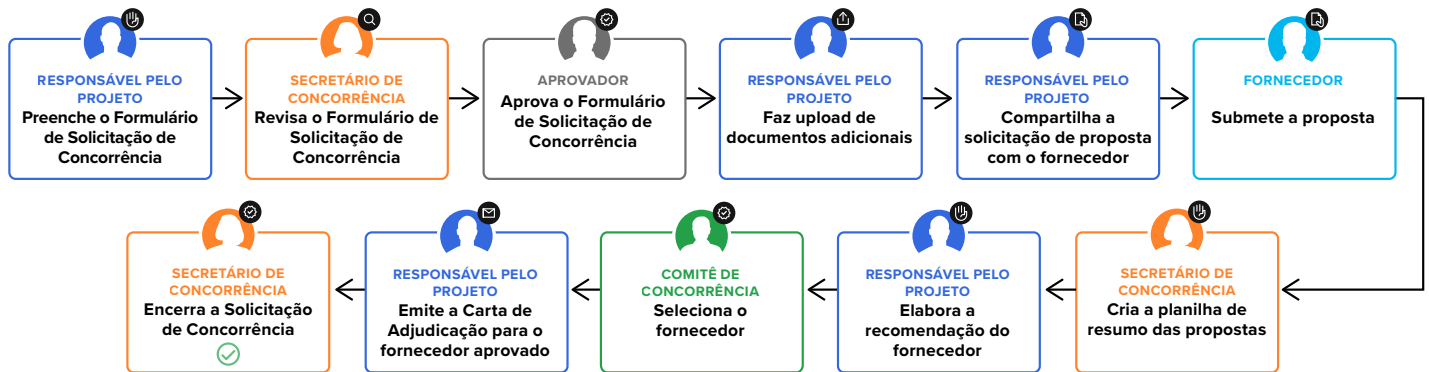 RESPONSÁVEL PELO
PROJETO
Preenche o Formulário
de Solicitação de
Concorrência
SECRETÁRIO DE
CONCORRÊNCIA
Revisa o Formulário de
Solicitação de
Concorrência
APROVADOR
Aprova o Formulário
de Solicitação de
Concorrência
RESPONSÁVEL PELO
PROJETO
Faz upload de
documentos adicionais
RESPONSÁVEL PELO
PROJETO
Compartilha a
solicitação de proposta
com o fornecedor
FORNECEDOR
Submete a proposta
SECRETÁRIO DE
CONCORRÊNCIA
Cria a planilha de
resumo das propostas
RESPONSÁVEL PELO
PROJETO
Elabora a
recomendação do
fornecedor
COMITÊ DE
CONCORRÊNCIA
Seleciona o
fornecedor
RESPONSÁVEL PELO
PROJETO
Emite a Carta de
Adjudicação para o
fornecedor aprovado
SECRETÁRIO DE
CONCORRÊNCIA
Encerra a Solicitação
de Concorrência